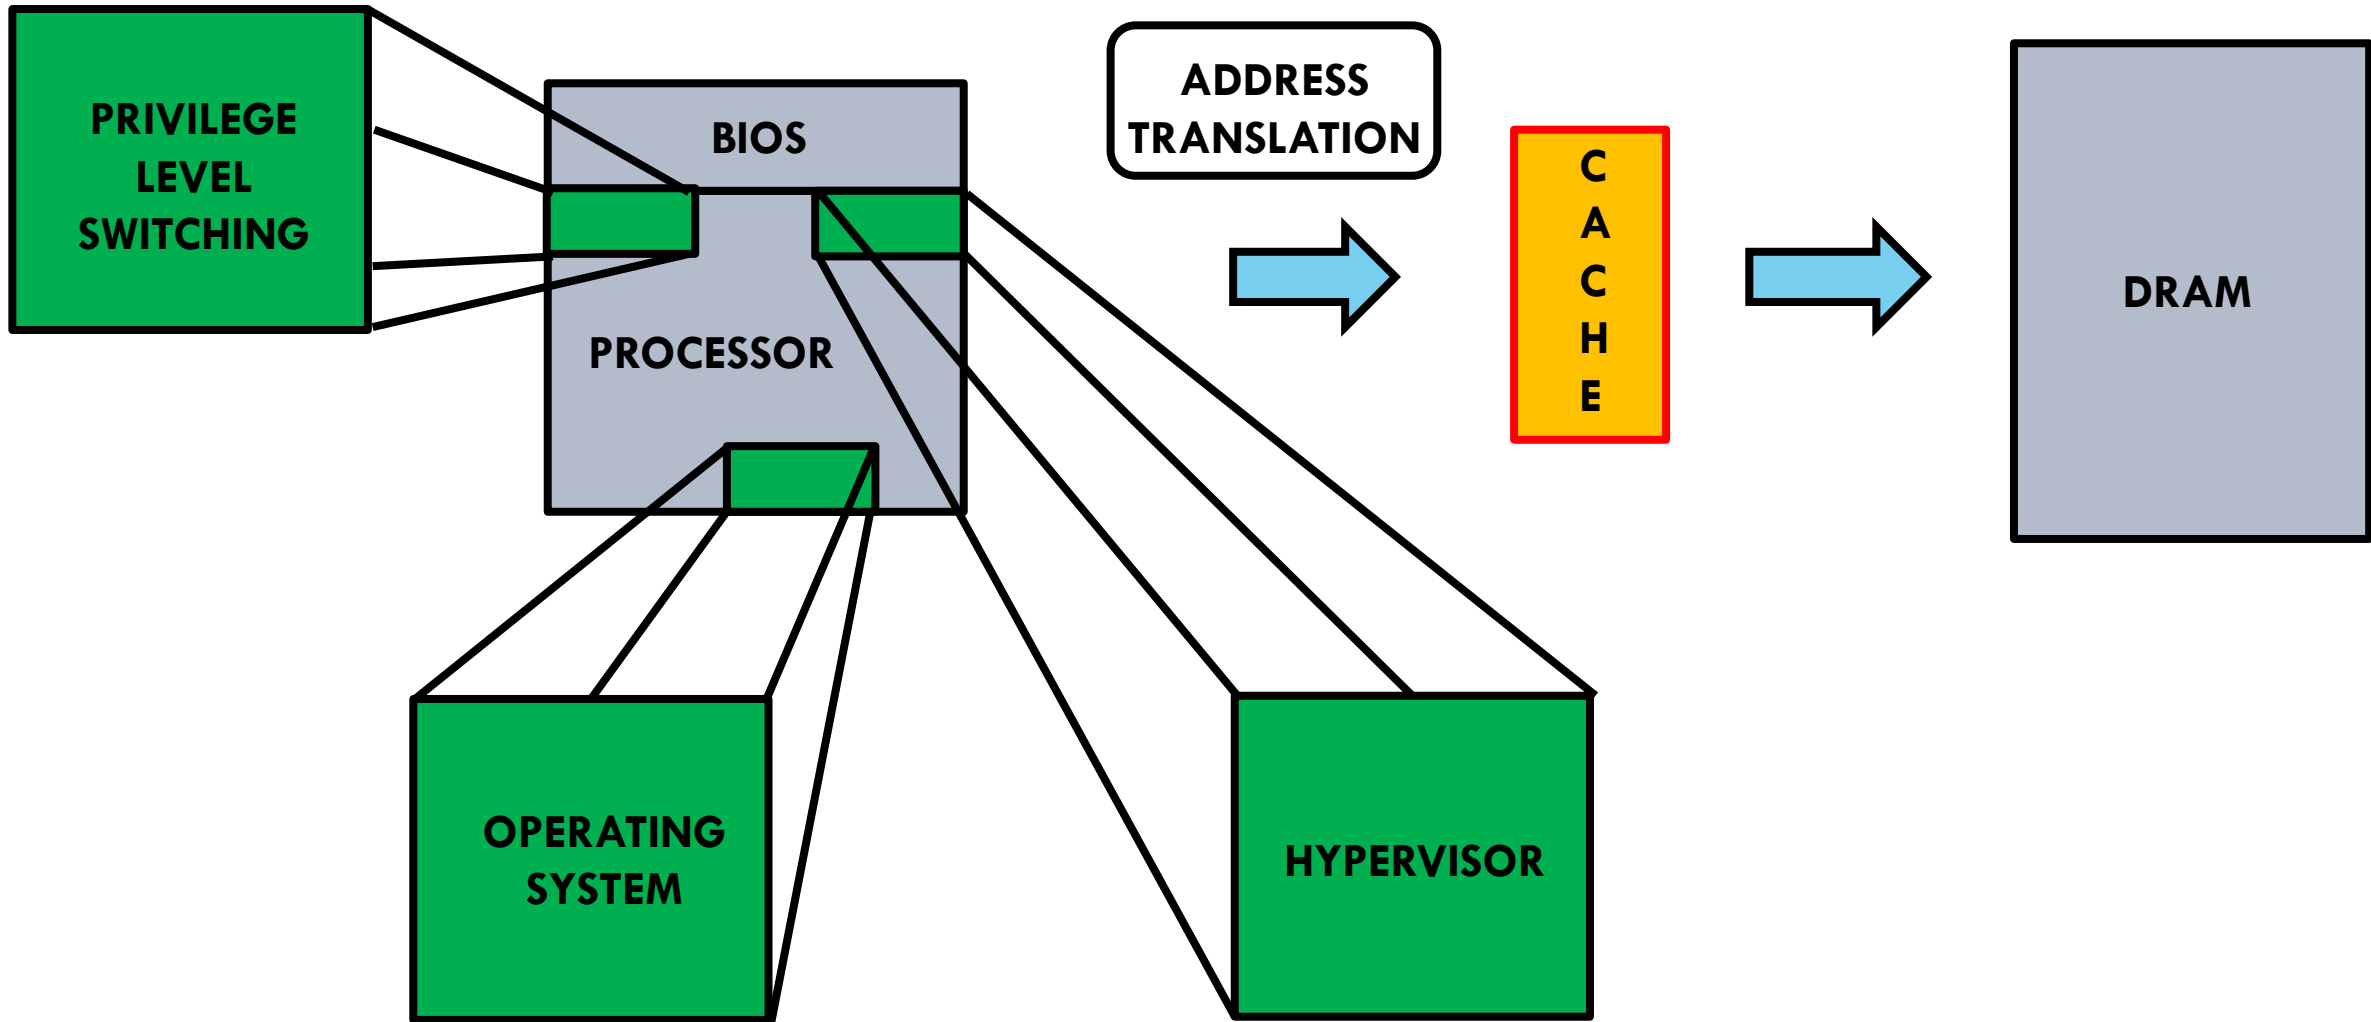 PRIVILEGE
LEVEL
SWITCHING
BIOS
PROCESSOR
ADDRESS
TRANSLATION
C
A
C
H
E
DRAM
OPERATING
SYSTEM
HYPERVISOR